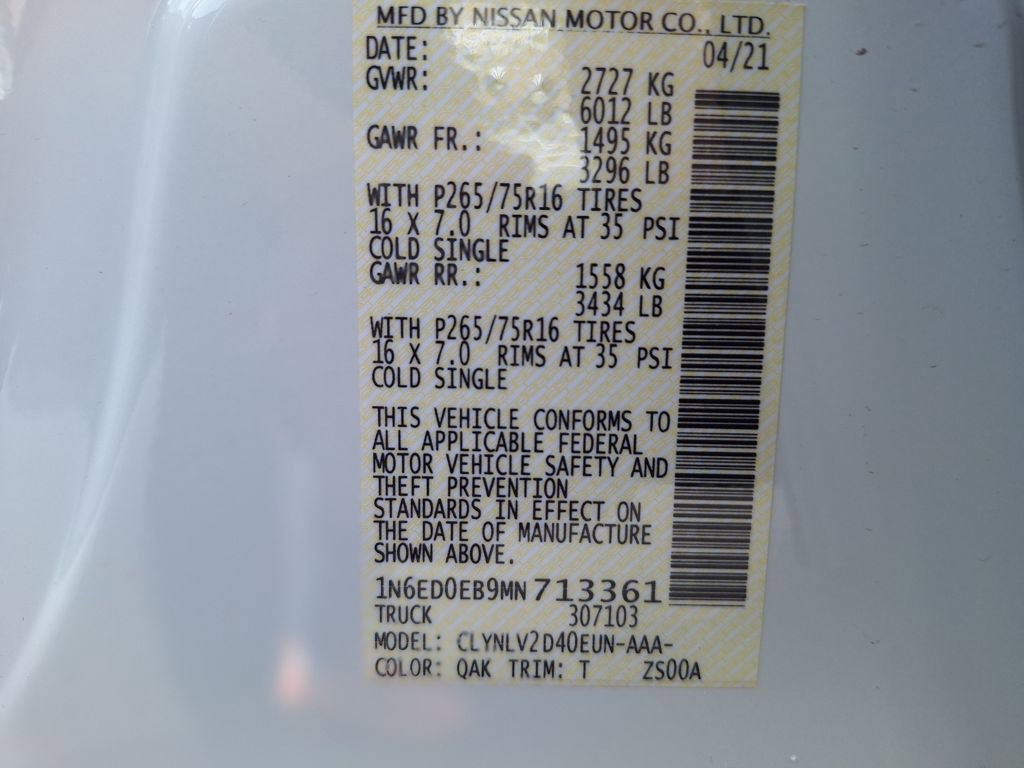 MFD BY NISSAN MOTOR CO., LTD.
DATE: 04/21
GVWR: 2727 KG
6012 LB
GAWR FR.: 1495 KG
3296 LB
WITH P265/75R16 TIRES
16 X 7.0 RIMS AT 35 PSI
COLD SINGLE
GAWR RR.: 1558 KG
3434 LB
WITH P265/75R16 TIRES
16 X 7.0 RIMS AT 35 PSI
COLD SINGLE
THIS VEHICLE CONFORMS TO
ALL APPLICABLE FEDERAL
MOTOR VEHICLE SAFETY AND
THEFT PREVENTION
STANDARDS IN EFFECT ON
THE DATE OF MANUFACTURE
SHOWN ABOVE.
1N6ED0EB9MN713361
TRUCK 307103
MODEL: CLYNLV2D40EUN-AAA-
COLOR: QAK TRIM: T ZS00A